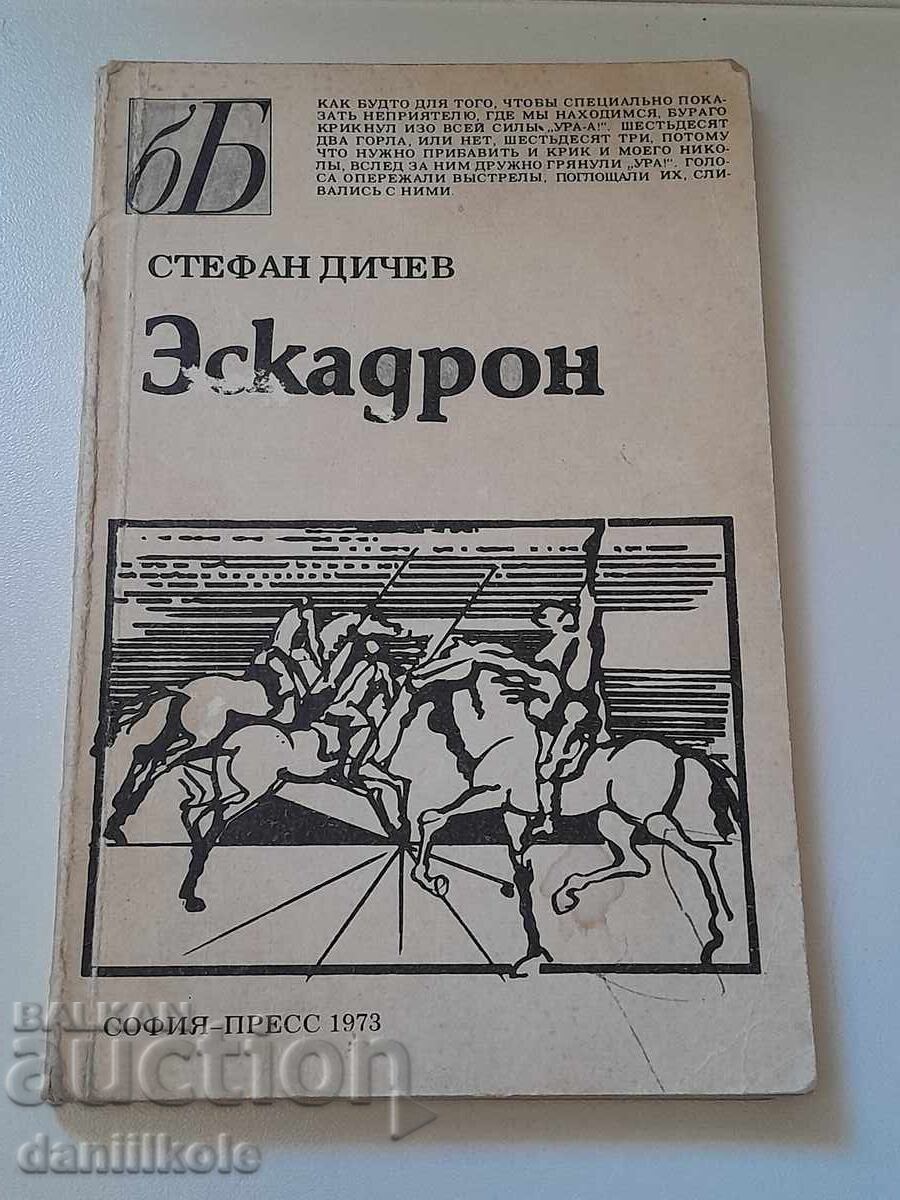 бБ
КАК БУДТО ДЛЯ ТОГО, ЧТОБЫ СПЕЦИАЛЬНО ПОКА-
ЗАТЬ НЕПРИЯТЕЛЮ, ГДЕ МЫ НАХОДИМСЯ, БУРАГО
КРИКНУЛ ИЗО ВСЕЙ СИЛЫ „УРА-А!". ШЕСТЬДЕСЯТ
ДВА ГОРЛА, ИЛИ НЕТ, ШЕСТЬДЕСЯТ ТРИ, ПОТОМУ
ЧТО НУЖНО ПРИБАВИТЬ И КРИК И МОЕГО НИКО-
ЛЫ, ВСЛЕД ЗА НИМ ДРУЖНО ГРЯНУЛИ „УРА!". ГОЛО-
СА ОПЕРЕЖАЛИ ВЫСТРЕЛЫ, ПОГЛОЩАЛИ ИХ, СЛИ-
ВАЛИСЬ С НИМИ.
СТЕФАН ДИЧЕВ
Эскадрон
СОФИЯ-ПРЕСС 1973
BALKAN
auction
daniilkole